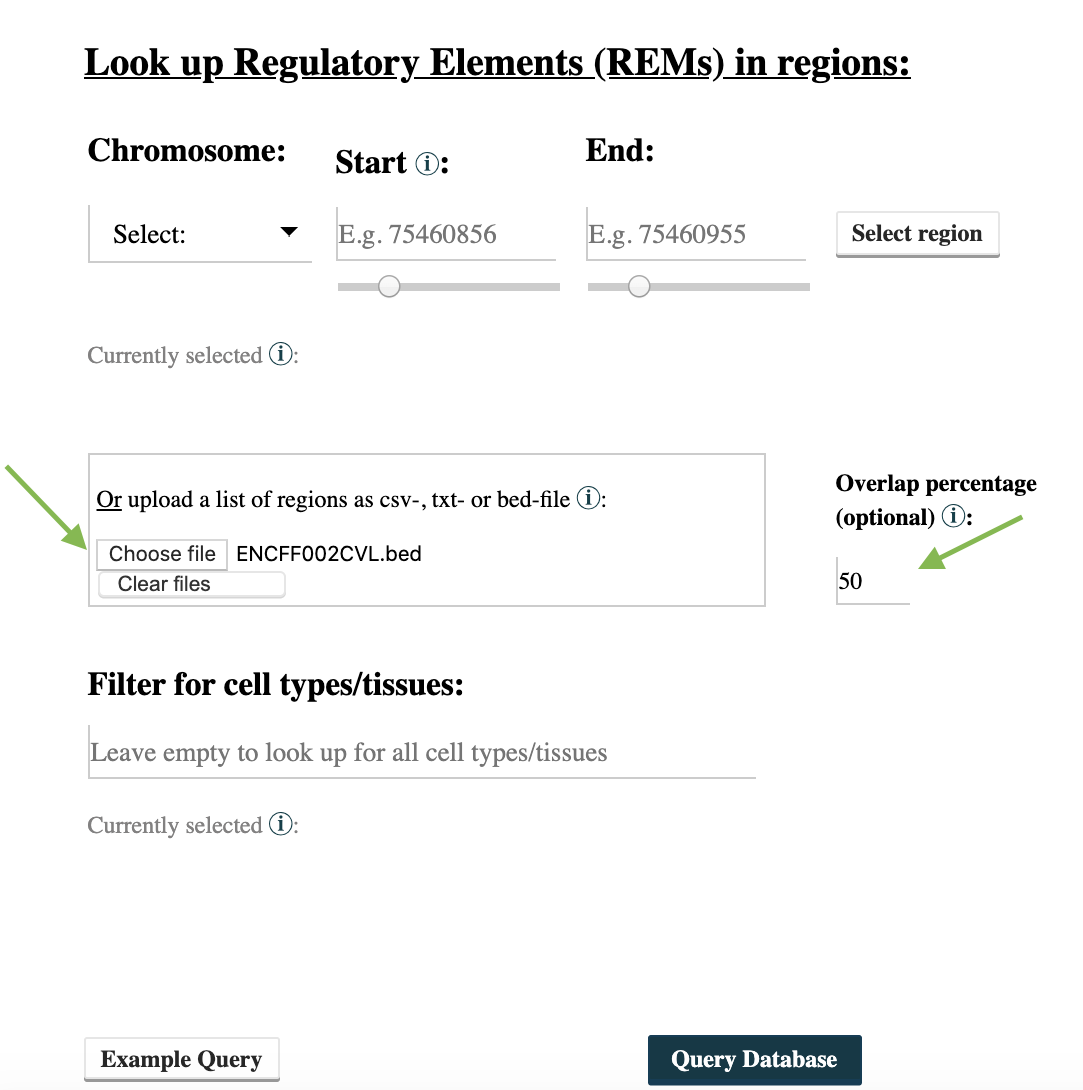 Look up Regulatory Elements (REMs) in regions:
Chromosome:
Start i:
End:
Select:
E.g. 75460856
E.g. 75460955
Select region
Currently selected i:
Or upload a list of regions as csv-, txt- or bed-file i:
Choose file ENCFF002CVL.bed
Clear files
Overlap percentage
(optional) i:
50
Filter for cell types/tissues:
Leave empty to look up for all cell types/tissues
Currently selected i:
Example Query
Query Database